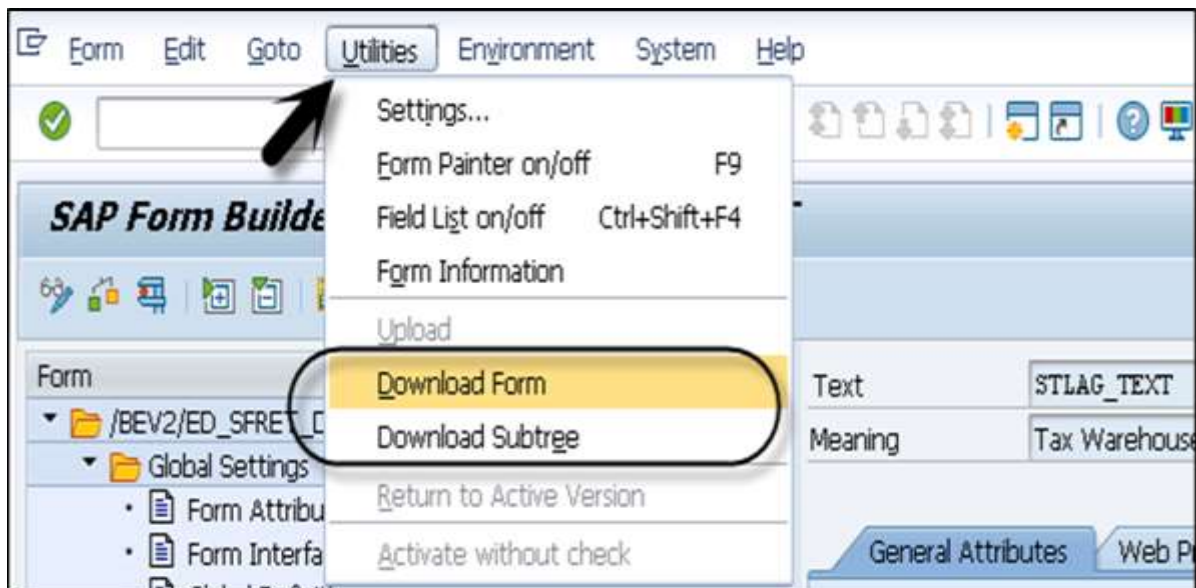 Form Edit Goto Utilities Environment System Help
Settings...
Form Painter on/off F9
SAP Form Builde
Field List on/off Ctrl+Shift+F4
Form Information
Upload
Form
Download Form
Text STLAG_TEXT
/BEV2/ED_SFRET_D
Download Subtree
Meaning Tax Warehouse
Global Settings
Return to Active Version
Form Attribu
Form Interfa
Activate without check
General Attributes Web P